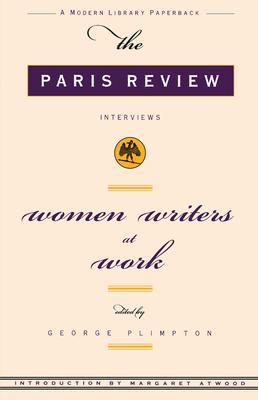 A MODERN LIBRARY PAPERBACK
the
PARIS REVIEW
INTERVIEWS
women writers
at
work
edited by
GEORGE PLIMPTON
INTRODUCTION BY MARGARET ATWOOD